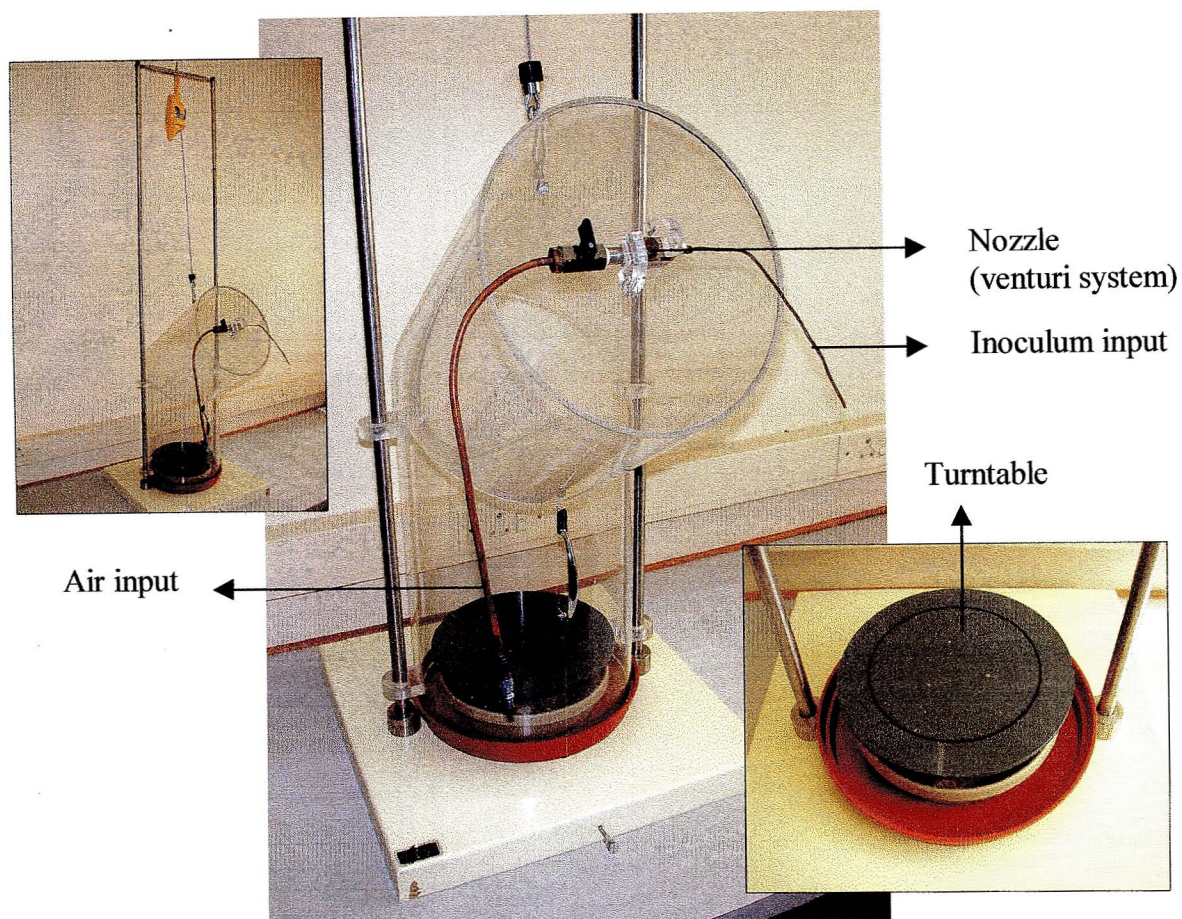 Nozzle
(venturi system)
Inoculum input
Turntable
Air input